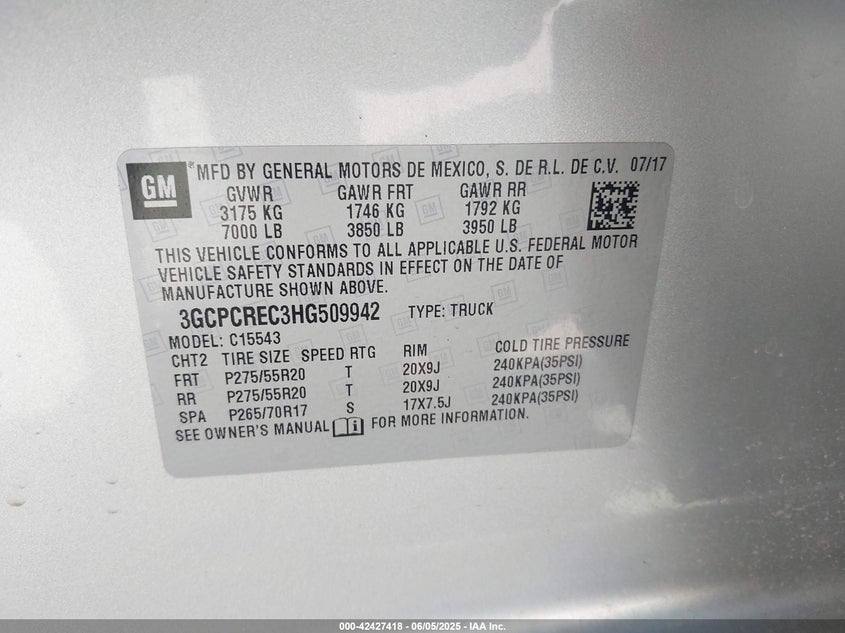 GM
MFD BY GENERAL MOTORS DE MEXICO, S. DE R.L. DE C.V. 07/17
GVWR GAWR FRT GAWR RR
3175 KG 1746 KG 1792 KG
7000 LB 3850 LB 3950 LB
THIS VEHICLE CONFORMS TO ALL APPLICABLE U.S. FEDERAL MOTOR
VEHICLE SAFETY STANDARDS IN EFFECT ON THE DATE OF
MANUFACTURE SHOWN ABOVE.
3GCPCREC3HG509942 TYPE: TRUCK
MODEL: C15543
CHT2 TIRE SIZE SPEED RTG RIM COLD TIRE PRESSURE
FRT P275/55R20 T 20X9J 240KPA(35PSI)
RR P275/55R20 T 20X9J 240KPA(35PSI)
SPA P265/70R17 S 17X7.5J 240KPA(35PSI)
SEE OWNER'S MANUAL i FOR MORE INFORMATION.
000-42427418 - 06/05/2025 - IAA Inc.